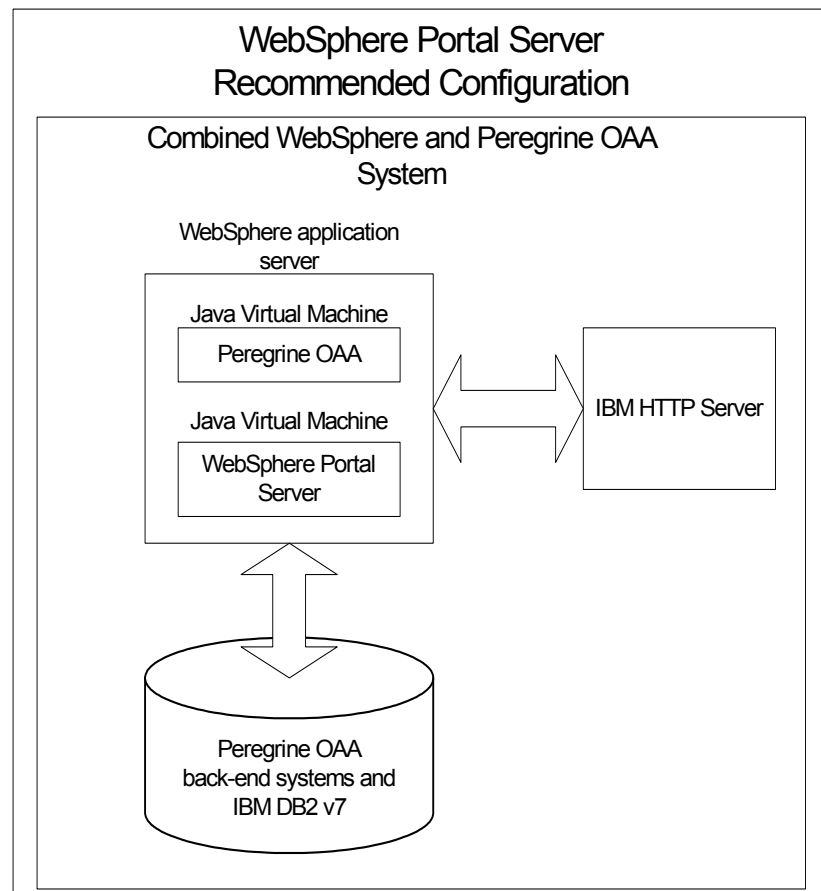 WebSphere Portal Server
Recommended Configuration
Combined WebSphere and Peregrine OAA
System
WebSphere application
server
Java Virtual Machine
Peregrine OAA
Java Virtual Machine
WebSphere Portal
Server
IBM HTTP Server
Peregrine OAA
back-end systems and
IBM DB2 v7